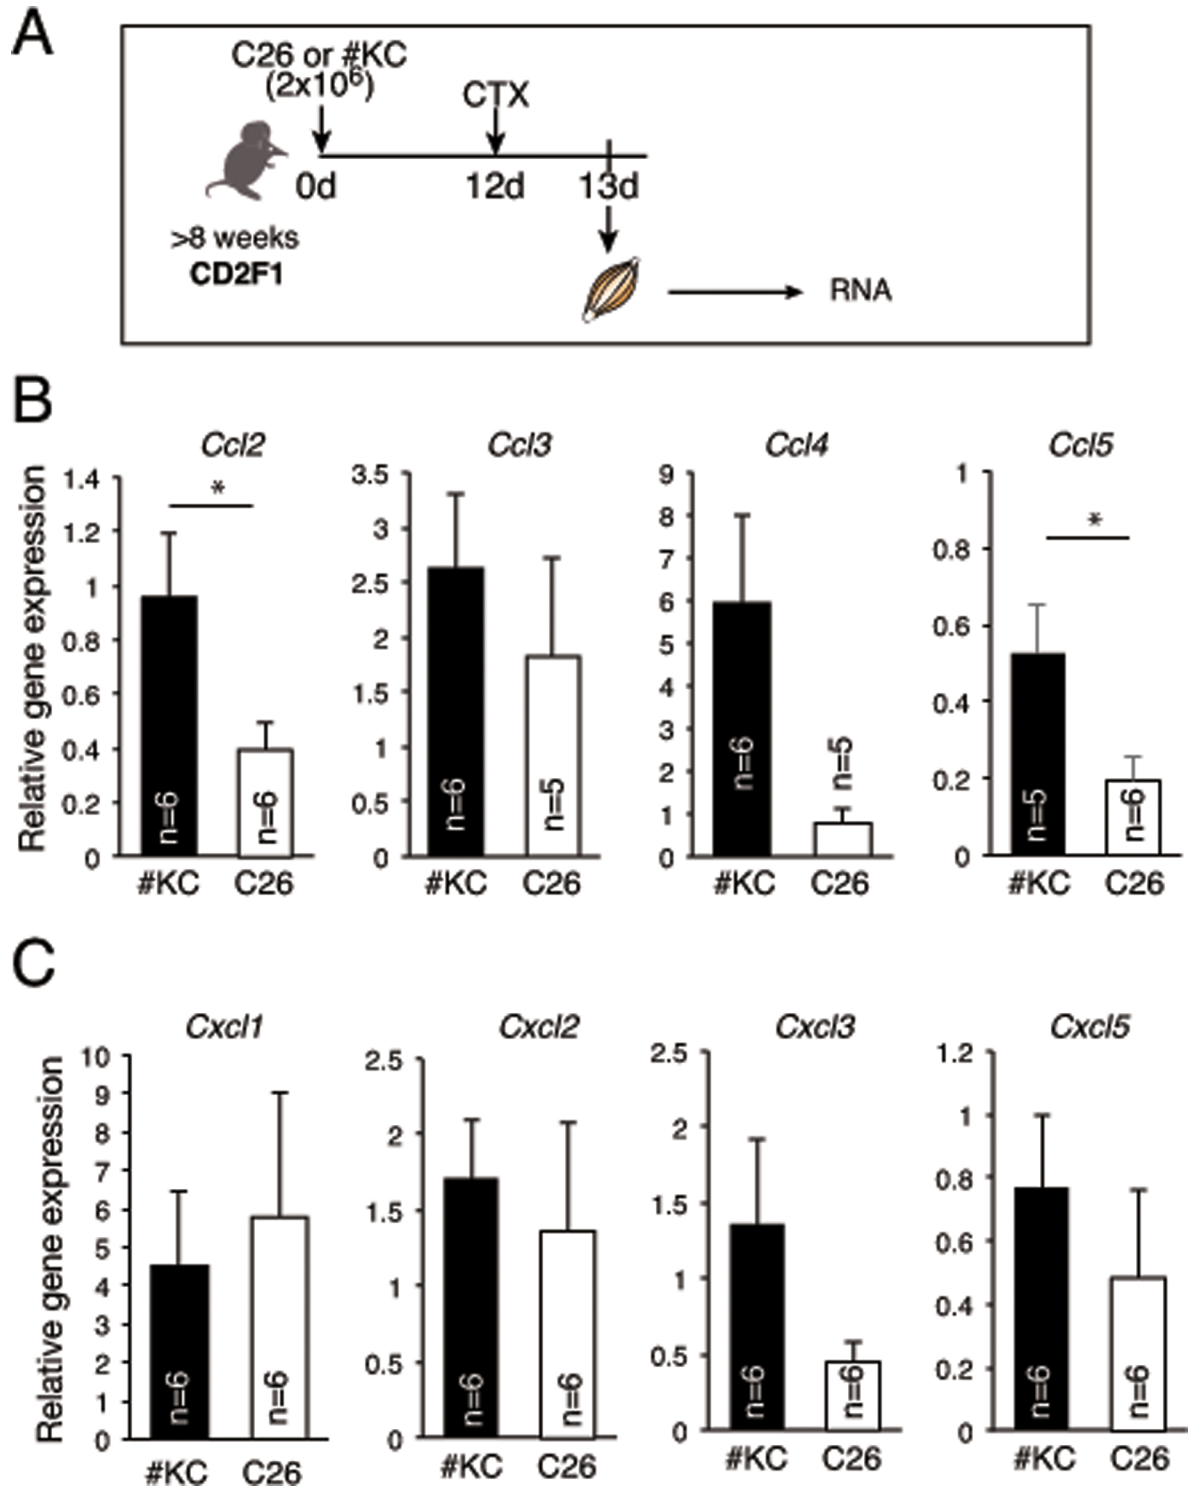 A
C26 or #KC
(2x10⁶)
CTX
0d 12d 13d
>8 weeks
CD2F1
RNA
B
Ccl2 Ccl3 Ccl4 Ccl5
Relative gene expression
1.4
1.2
1
0.8
0.6
0.4
0.2
0
*
n=6
n=6
#KC C26
3.5
3
2.5
2
1.5
1
0.5
0
n=6
n=5
#KC C26
9
8
7
6
5
4
3
2
1
0
n=6
n=5
#KC C26
1
0.8
0.6
0.4
0.2
0
*
n=5
n=6
#KC C26
C
Cxcl1 Cxcl2 Cxcl3 Cxcl5
Relative gene expression
10
9
8
7
6
5
4
3
2
1
0
n=6
n=6
#KC C26
2.5
2
1.5
1
0.5
0
n=6
n=6
#KC C26
2.5
2
1.5
1
0.5
0
n=6
n=6
#KC C26
1.2
1
0.8
0.6
0.4
0.2
0
n=6
n=6
#KC C26